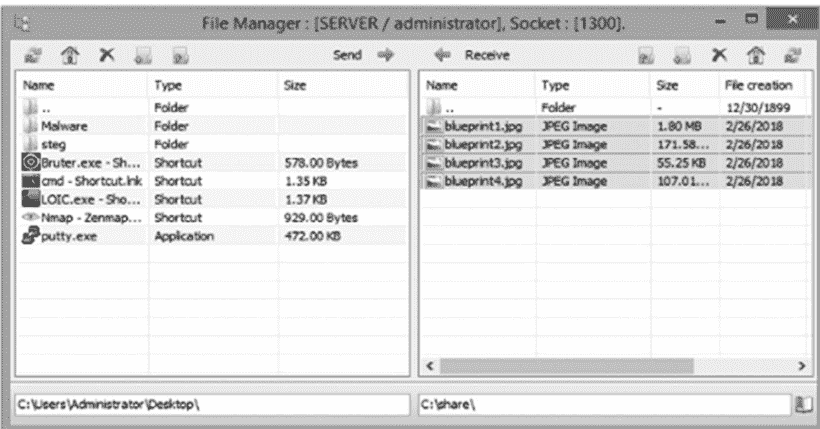 File Manager : [SERVER / administrator], Socket : [1300].
Send
Receive
Name Type Size
.. Folder
Malware Folder
steg Folder
Bruter.exe - Sh... Shortcut 578.00 Bytes
cmd - Shortcut.lnk Shortcut 1.35 KB
LOIC.exe - Sho... Shortcut 1.37 KB
Nmap - Zenmap... Shortcut 929.00 Bytes
putty.exe Application 472.00 KB
C:\Users\Administrator\Desktop\
Name Type Size File creation
.. Folder - 12/30/1899
blueprint1.jpg JPEG Image 1.80 MB 2/26/2018
blueprint2.jpg JPEG Image 171.58... 2/26/2018
blueprint3.jpg JPEG Image 55.25 KB 2/26/2018
blueprint4.jpg JPEG Image 107.01... 2/26/2018
C:\share\